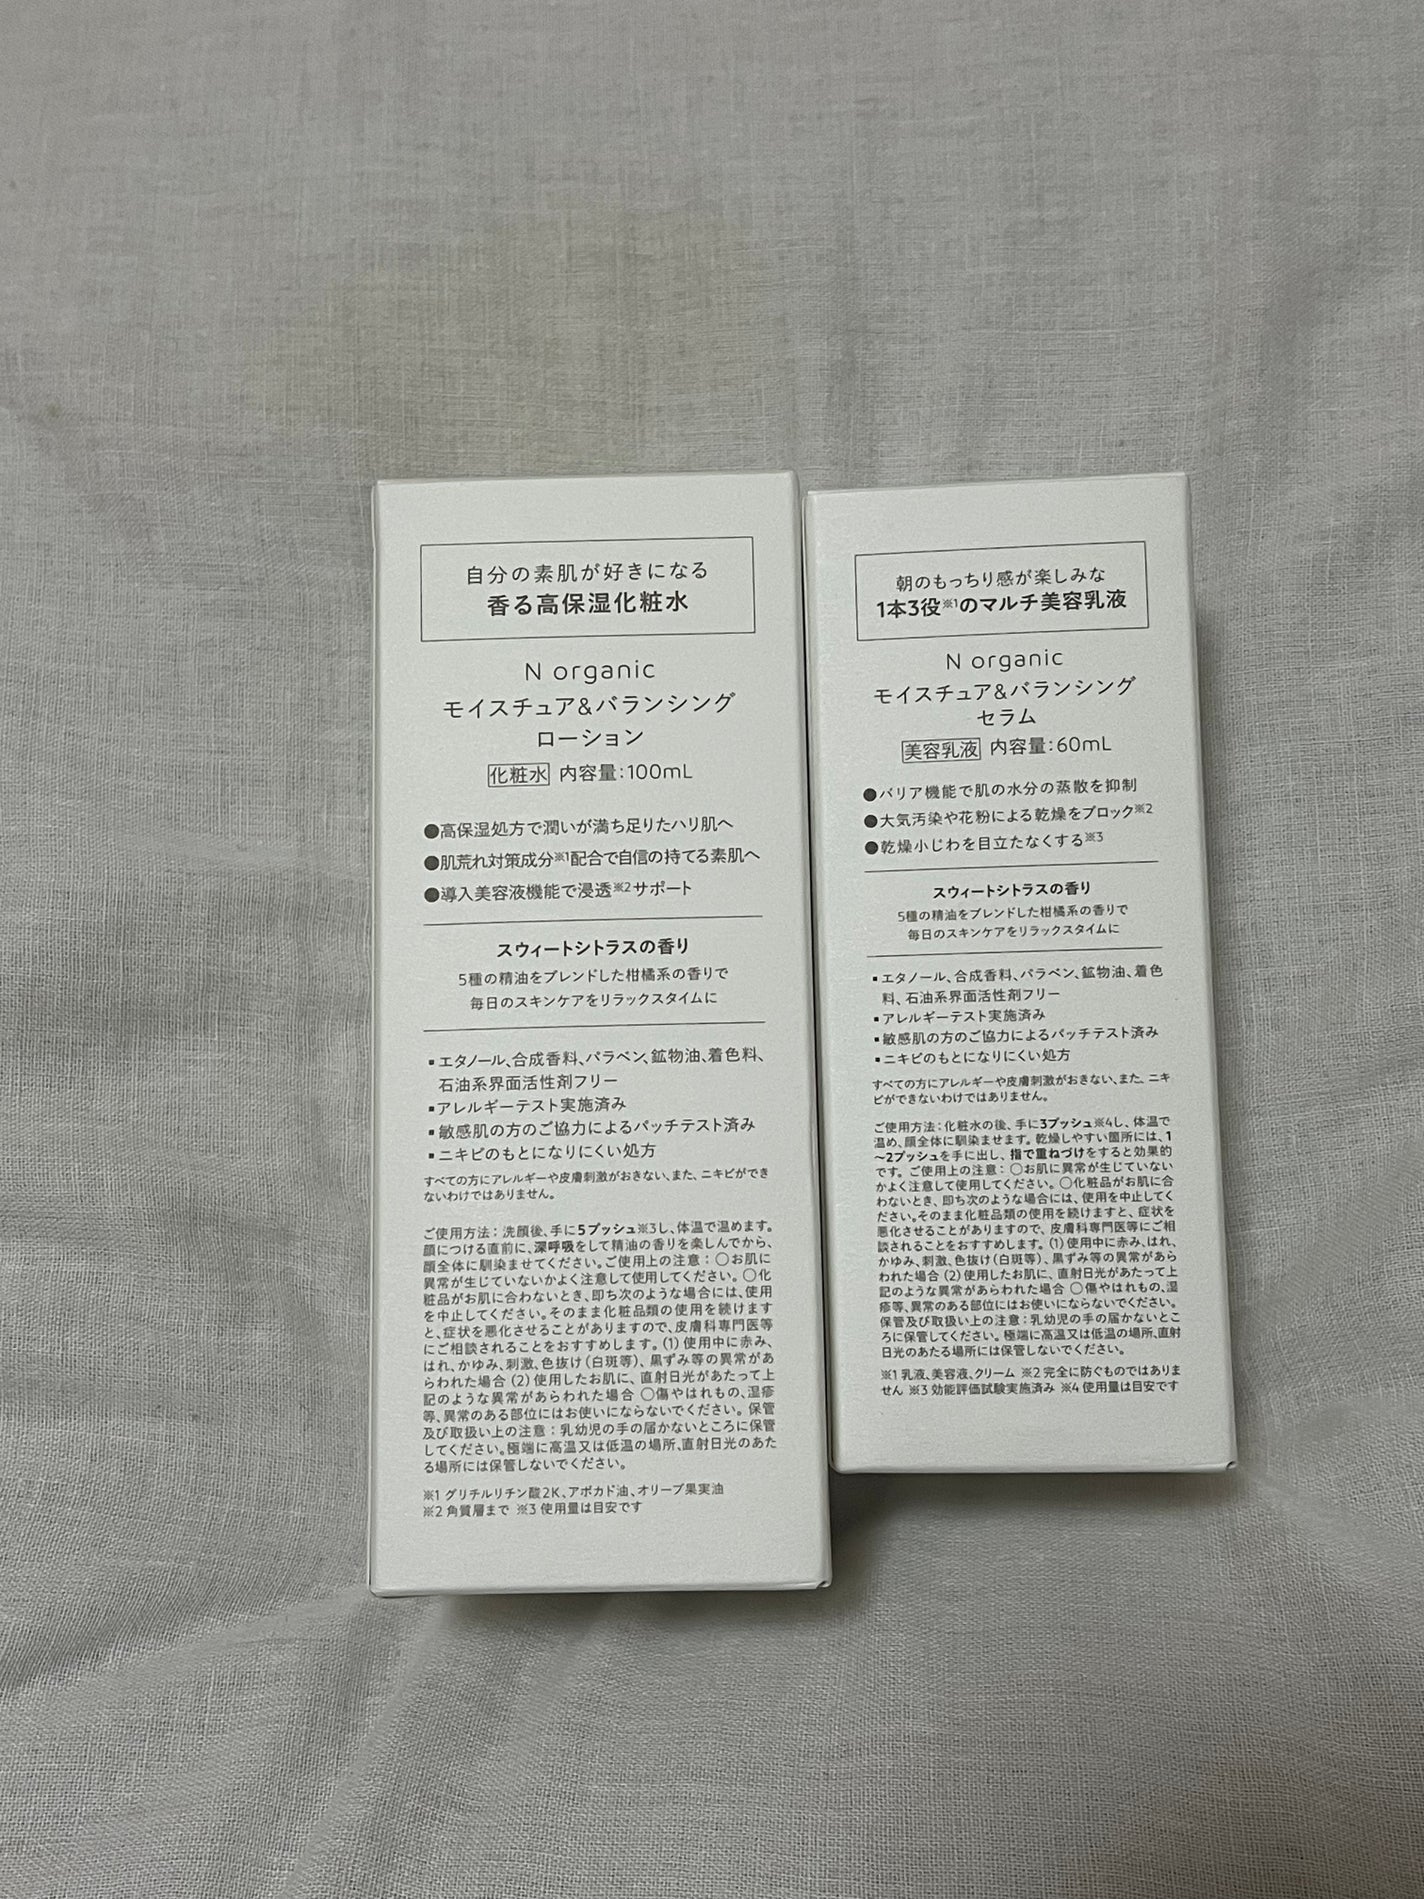 自分の素肌が好きになる
香る高保湿化粧水
N organic
モイスチュア&バランシング
ローション
化粧水 内容量:100mL
●高保湿処方で潤いが満ち足りたハリ肌へ
●肌荒れ対策成分※1配合で自信の持てる素肌へ
●導入美容液機能で浸透※2サポート
スウィートシトラスの香り
5種の精油をブレンドした柑橘系の香りで
毎日のスキンケアをリラックスタイムに
▪エタノール、合成香料、パラベン、鉱物油、着色料、
石油系界面活性剤フリー
▪アレルギーテスト実施済み
▪敏感肌の方のご協力によるパッチテスト済み
▪ニキビのもとになりにくい処方
すべての方にアレルギーや皮膚刺激がおきない、また、ニキビができ
ないわけではありません。
ご使用方法：洗顔後、手に5プッシュ※3し、体温で温めます。
顔につける直前に、深呼吸をして精油の香りを楽しんでから、
顔全体に馴染ませてください。ご使用上の注意：〇お肌に
異常が生じていないかよく注意して使用してください。〇化
粧品がお肌に合わないとき、即ち次のような場合には、使用
を中止してください。そのまま化粧品類の使用を続けます
と、症状を悪化させることがありますので、皮膚科専門医等
にご相談されることをおすすめします。(1)使用中に赤み、
はれ、かゆみ、刺激、色抜け(白斑等)、黒ずみ等の異常があ
らわれた場合(2)使用したお肌に、直射日光があたって上
記のような異常があらわれた場合 〇傷やはれもの、湿疹
等、異常のある部位にはお使いにならないでください。保管
及び取扱い上の注意：乳幼児の手の届かないところに保管
してください。極端に高温又は低温の場所、直射日光のあた
る場所には保管しないでください。
※1 グリチルリチン酸2K、アボカド油、オリーブ果実油
※2 角質層まで ※3 使用量は目安です
朝のもっちり感が楽しみな
1本3役※1のマルチ美容乳液
N organic
モイスチュア&バランシング
セラム
美容乳液 内容量:60mL
●バリア機能で肌の水分の蒸散を抑制
●大気汚染や花粉による乾燥をブロック※2
●乾燥小じわを目立たなくする※3
スウィートシトラスの香り
5種の精油をブレンドした柑橘系の香りで
毎日のスキンケアをリラックスタイムに
▪エタノール、合成香料、パラベン、鉱物油、着色
料、石油系界面活性剤フリー
▪アレルギーテスト実施済み
▪敏感肌の方のご協力によるパッチテスト済み
▪ニキビのもとになりにくい処方
すべての方にアレルギーや皮膚刺激がおきない、また、ニキ
ビができないわけではありません。
ご使用方法：化粧水の後、手に3プッシュ※4し、体温で
温め、顔全体に馴染ませます。乾燥しやすい箇所には、1
〜2プッシュを手に出し、指で重ねづけをすると効果的
です。ご使用上の注意：〇お肌に異常が生じていない
かよく注意して使用してください。〇化粧品がお肌に合
わないとき、即ち次のような場合には、使用を中止してく
ださい。そのまま化粧品類の使用を続けますと、症状を
悪化させることがありますので、皮膚科専門医等にご相
談されることをおすすめします。(1)使用中に赤み、はれ、
かゆみ、刺激、色抜け(白斑等)、黒ずみ等の異常があら
われた場合(2)使用したお肌に、直射日光があたって上
記のような異常があらわれた場合 〇傷やはれもの、湿
疹等、異常のある部位にはお使いにならないでください。
保管及び取扱い上の注意：乳幼児の手の届かないとこ
ろに保管してください。極端に高温又は低温の場所、直射
日光のあたる場所には保管しないでください。
※1 乳液、美容液、クリーム ※2 完全に防ぐものではありま
せん ※3 効能評価試験実施済み ※4 使用量は目安です